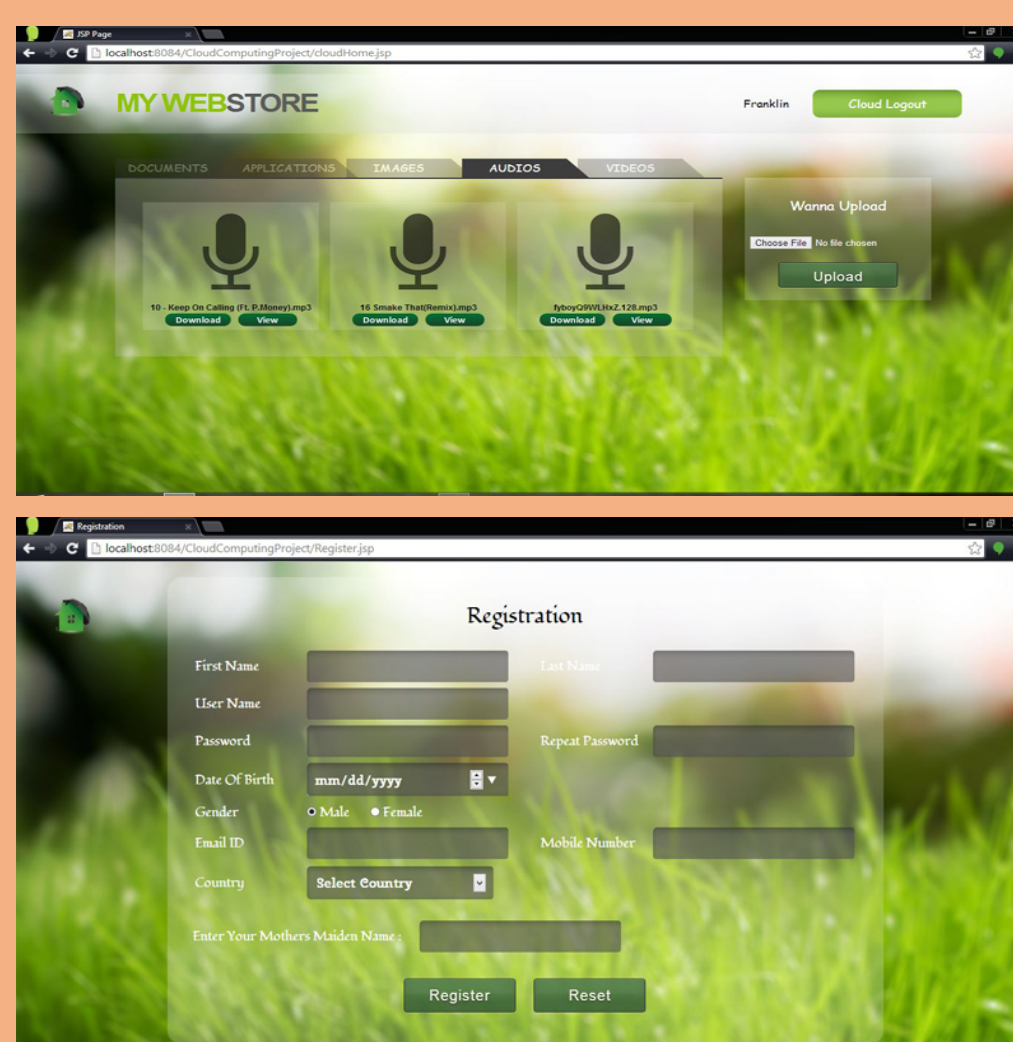 JSP Page
localhost:8084/CloudComputingProject/cloudHome.jsp
MY WEBSTORE
Franklin
Cloud Logout
DOCUMENTS APPLICATIONS IMAGES AUDIOS VIDEOS
Wanna Upload
Choose File No file chosen
Upload
10 - Keep On Calling (Ft. P.Money).mp3 16 Smake That(Remix).mp3 fyboyQ9WLHxZ.128.mp3
Download View Download View Download View
Registration
localhost:8084/CloudComputingProject/Register.jsp
Registration
First Name Last Name
User Name
Password Repeat Password
Date Of Birth mm/dd/yyyy
Gender Male Female
Email ID Mobile Number
Country Select Country
Enter Your Mothers Maiden Name :
Register Reset